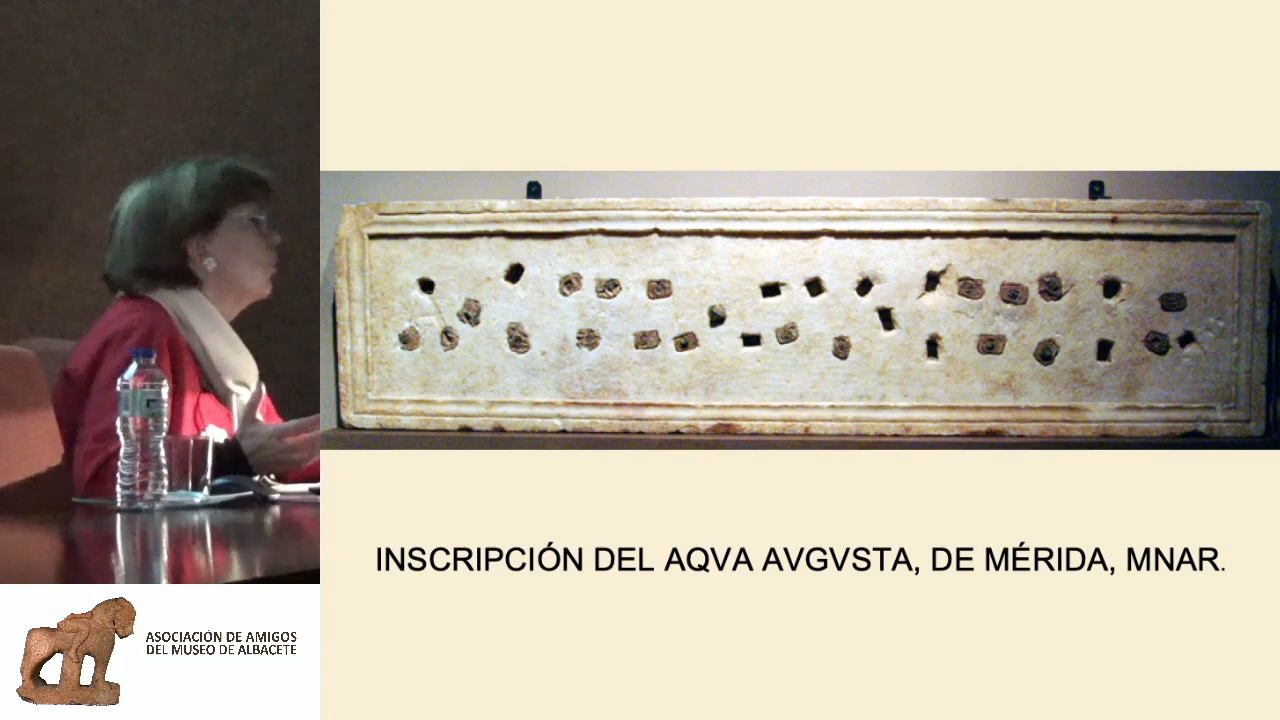 INSCRIPCIÓN DEL AQVA AVGVSTA, DE MÉRIDA, MNAR.
ASOCIACIÓN DE AMIGOS
DEL MUSEO DE ALBACETE